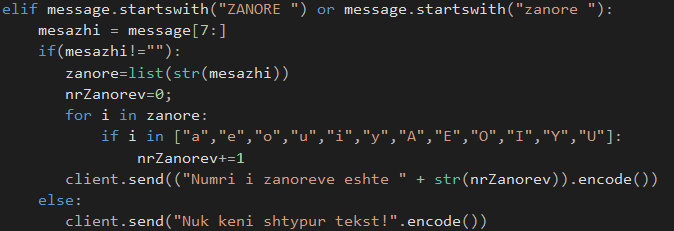 elif message.startswith("ZANORE ") or message.startswith("zanore "):
    mesazhi = message[7:]
    if(mesazhi!=""):
        zanore=list(str(mesazhi))
        nrZanorev=0;
        for i in zanore:
            if i in ["a","e","o","u","i","y","A","E","O","I","Y","U"]:
                nrZanorev+=1
        client.send(("Numri i zanoreve eshte " + str(nrZanorev)).encode())
    else:
        client.send("Nuk keni shtypur tekst!".encode())